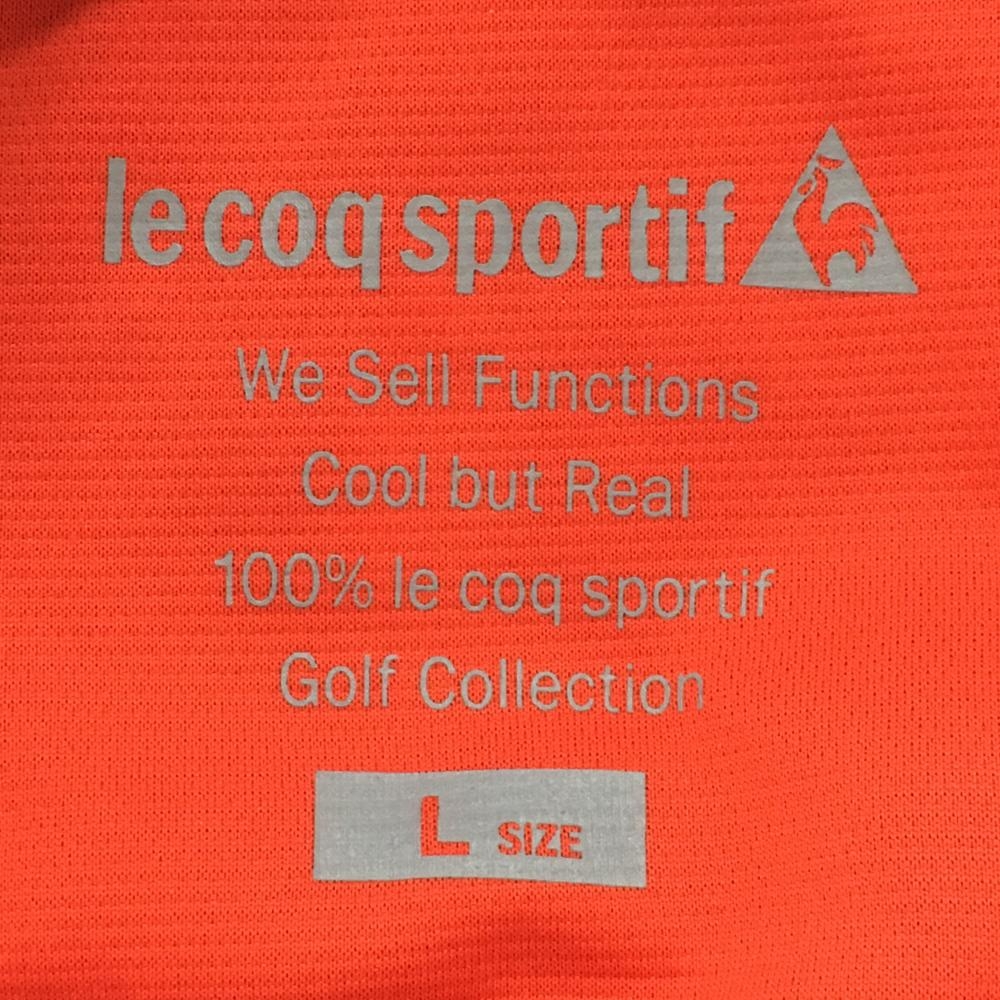 le coq sportif
We Sell Functions
Cool but Real
100% le coq sportif
Golf Collection
L SIZE